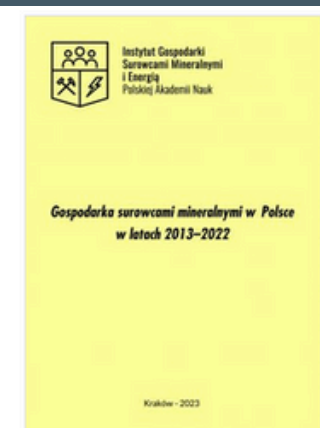 Instytut Gospodarki
Surowcami Mineralnymi
i Energią
Polskiej Akademii Nauk
Gospodarka surowcami mineralnymi w Polsce
w latach 2013–2022
Kraków - 2023